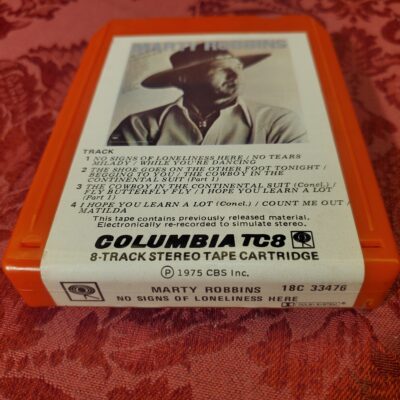 MARTY ROBBINS
TRACK
1 NO SIGNS OF LONELINESS HERE / NO TEARS
MILADY / WHILE YOU'RE DANCING
2 THE SHOE GOES ON THE OTHER FOOT TONIGHT /
BEGGING TO YOU / THE COWBOY IN THE
CONTINENTAL SUIT (Part 1)
3 THE COWBOY IN THE CONTINENTAL SUIT (Concl.) /
FLY BUTTERFLY FLY / I HOPE YOU LEARN A LOT
(Part 1)
4 I HOPE YOU LEARN A LOT (Concl.) / COUNT ME OUT /
MATILDA
This tape contains previously released material.
Electronically re-recorded to simulate stereo.
COLUMBIA TC8
8-TRACK STEREO TAPE CARTRIDGE
Ⓟ 1975 CBS Inc.
MARTY ROBBINS 18C 33476
NO SIGNS OF LONELINESS HERE